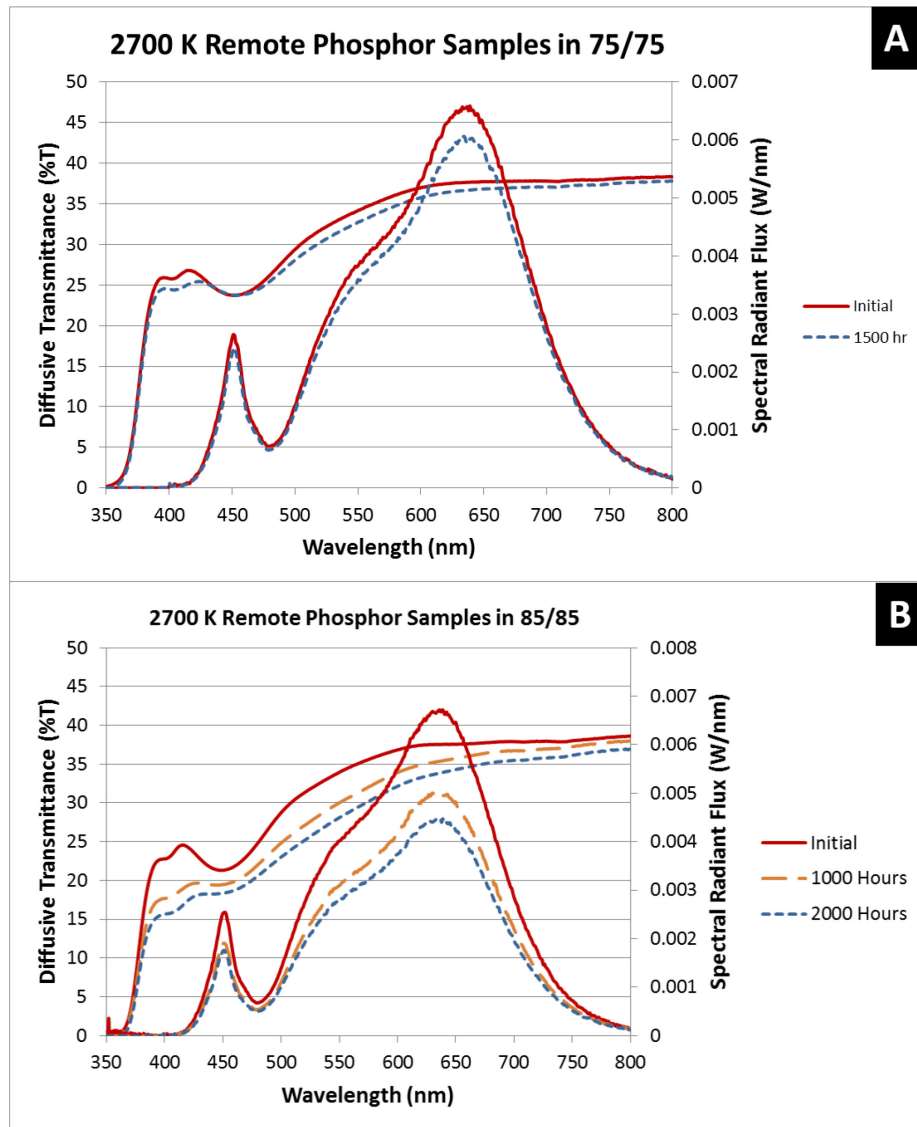 2700 K Remote Phosphor Samples in 75/75
A
Diffusive Transmittance (%T)
50
45
40
35
30
25
20
15
10
5
0
0.007
0.006
0.005
0.004
0.003
0.002
0.001
0
Spectral Radiant Flux (W/nm)
350 400 450 500 550 600 650 700 750 800
Wavelength (nm)
Initial
1500 hr
2700 K Remote Phosphor Samples in 85/85
B
Diffusive Transmittance (%T)
50
45
40
35
30
25
20
15
10
5
0
0.008
0.007
0.006
0.005
0.004
0.003
0.002
0.001
0
Spectral Radiant Flux (W/nm)
350 400 450 500 550 600 650 700 750 800
Wavelength (nm)
Initial
1000 Hours
2000 Hours